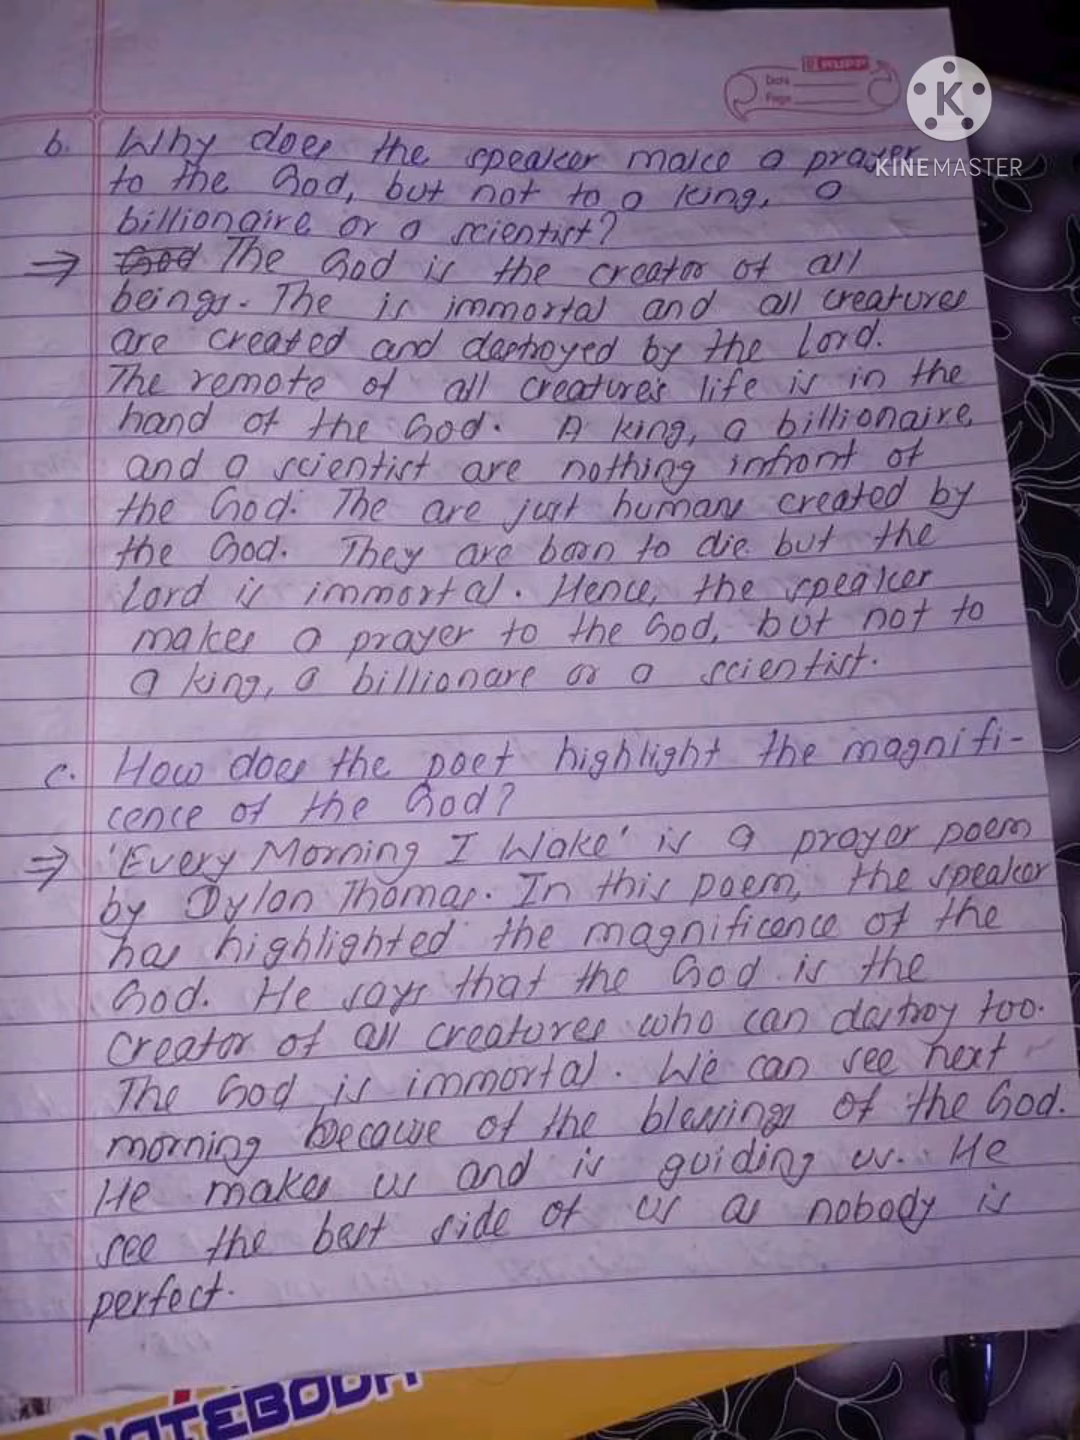 RUPP
Date
Page
K
KINEMASTER
b. Why does the speaker make a prayer
to the God, but not to a king, a
billionaire or a scientist?
⇒ God The God is the creator of all
beings. The is immortal and all creatures
are created and destroyed by the Lord.
The remote of all creature's life is in the
hand of the God. A king, a billionaire
and a scientist are nothing infront of
the God. The are just humans created by
the God. They are born to die but the
Lord is immortal. Hence, the speaker
makes a prayer to the God, but not to
a king, a billionare or a scientist.
c. How does the poet highlight the magnifi-
cence of the God?
⇒ 'Every Morning I Wake' is a prayer poem
by Dylan Thomas. In this poem, the speaker
has highlighted the magnificence of the
God. He says that the God is the
creator of all creatures who can destroy too.
The God is immortal. We can see next
morning because of the blessings of the God.
He makes us and is guiding us. He
see the best side of us as nobody is
perfect.
NOTEBOOK